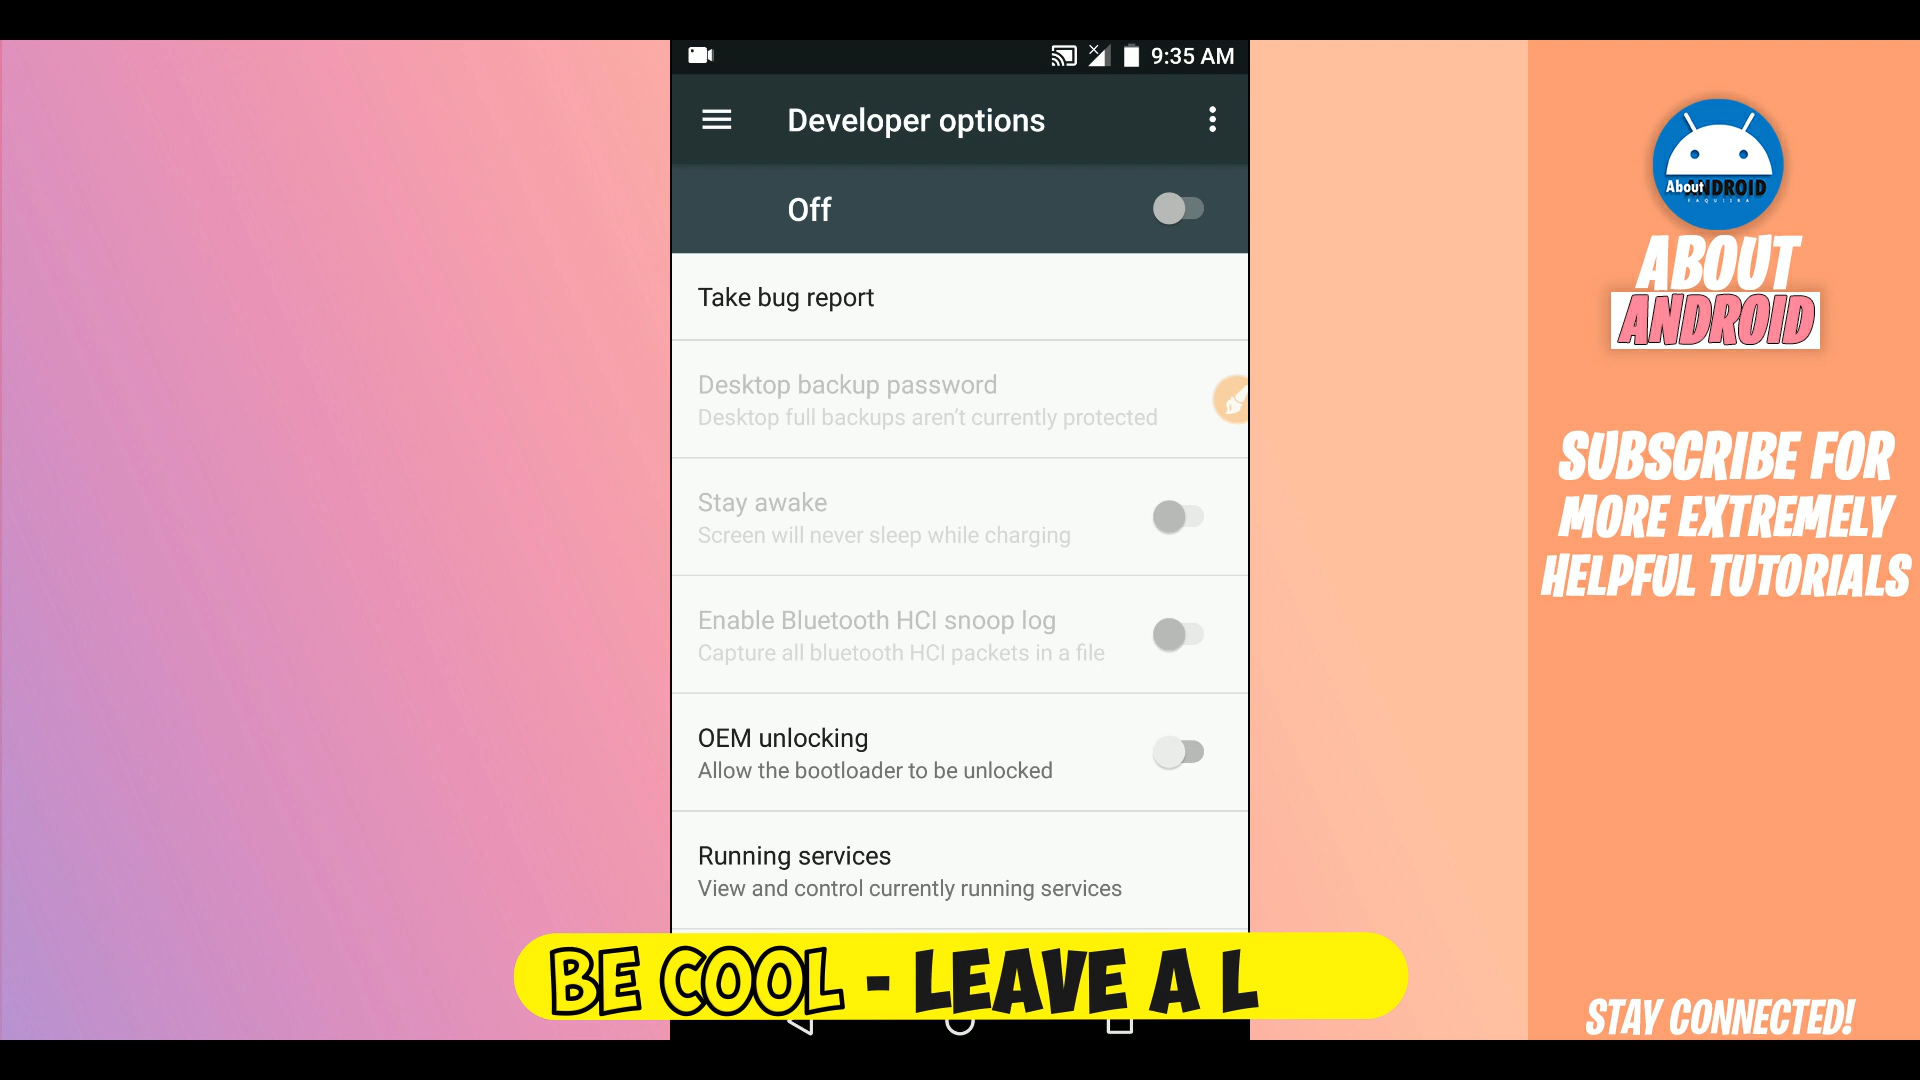 9:35 AM
Developer options
Off
Take bug report
Desktop backup password
Desktop full backups aren't currently protected
Stay awake
Screen will never sleep while charging
Enable Bluetooth HCI snoop log
Capture all bluetooth HCI packets in a file
OEM unlocking
Allow the bootloader to be unlocked
Running services
View and control currently running services
BE COOL - LEAVE A L
About ANDROID
ABOUT
ANDROID
SUBSCRIBE FOR
MORE EXTREMELY
HELPFUL TUTORIALS
STAY CONNECTED!